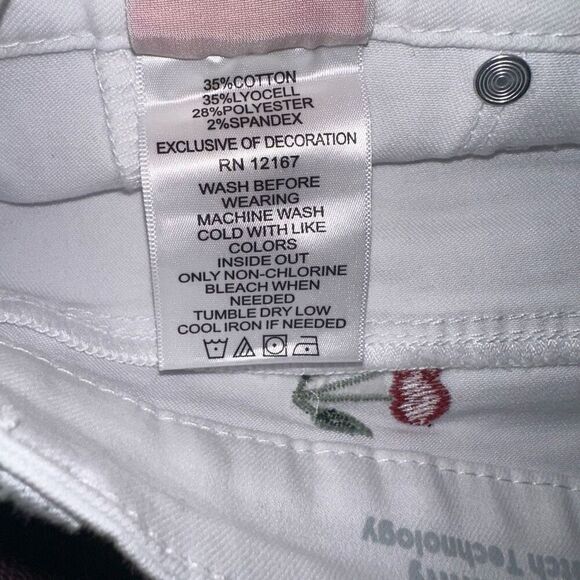 35%COTTON
35%LYOCELL
28%POLYESTER
2%SPANDEX
EXCLUSIVE OF DECORATION
RN 12167
WASH BEFORE
WEARING
MACHINE WASH
COLD WITH LIKE
COLORS
INSIDE OUT
ONLY NON-CHLORINE
BLEACH WHEN
NEEDED
TUMBLE DRY LOW
COOL IRON IF NEEDED
Technology